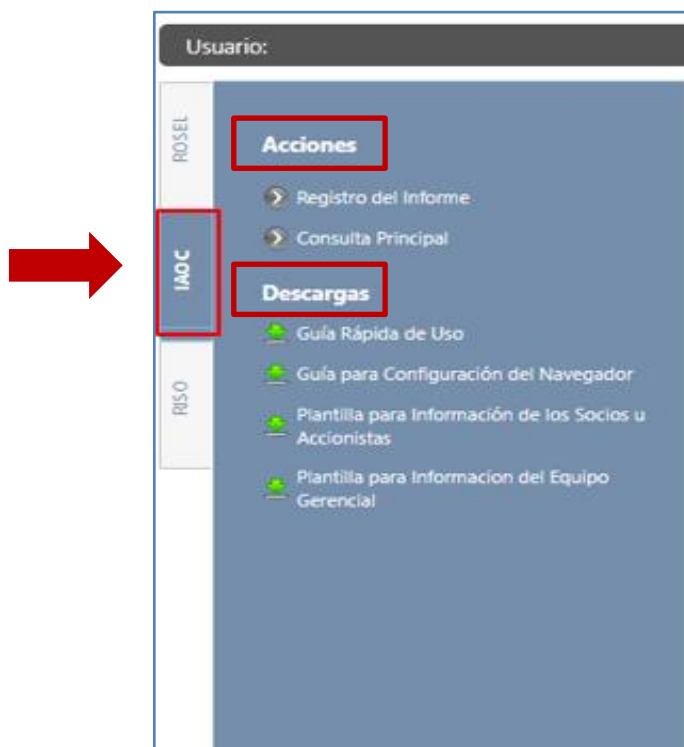 Usuario:
ROSEL
Acciones
Registro del Informe
Consulta Principal
IAOC
Descargas
Guía Rápida de Uso
Guía para Configuración del Navegador
RISO
Plantilla para Información de los Socios u
Accionistas
Plantilla para Informacion del Equipo
Gerencial